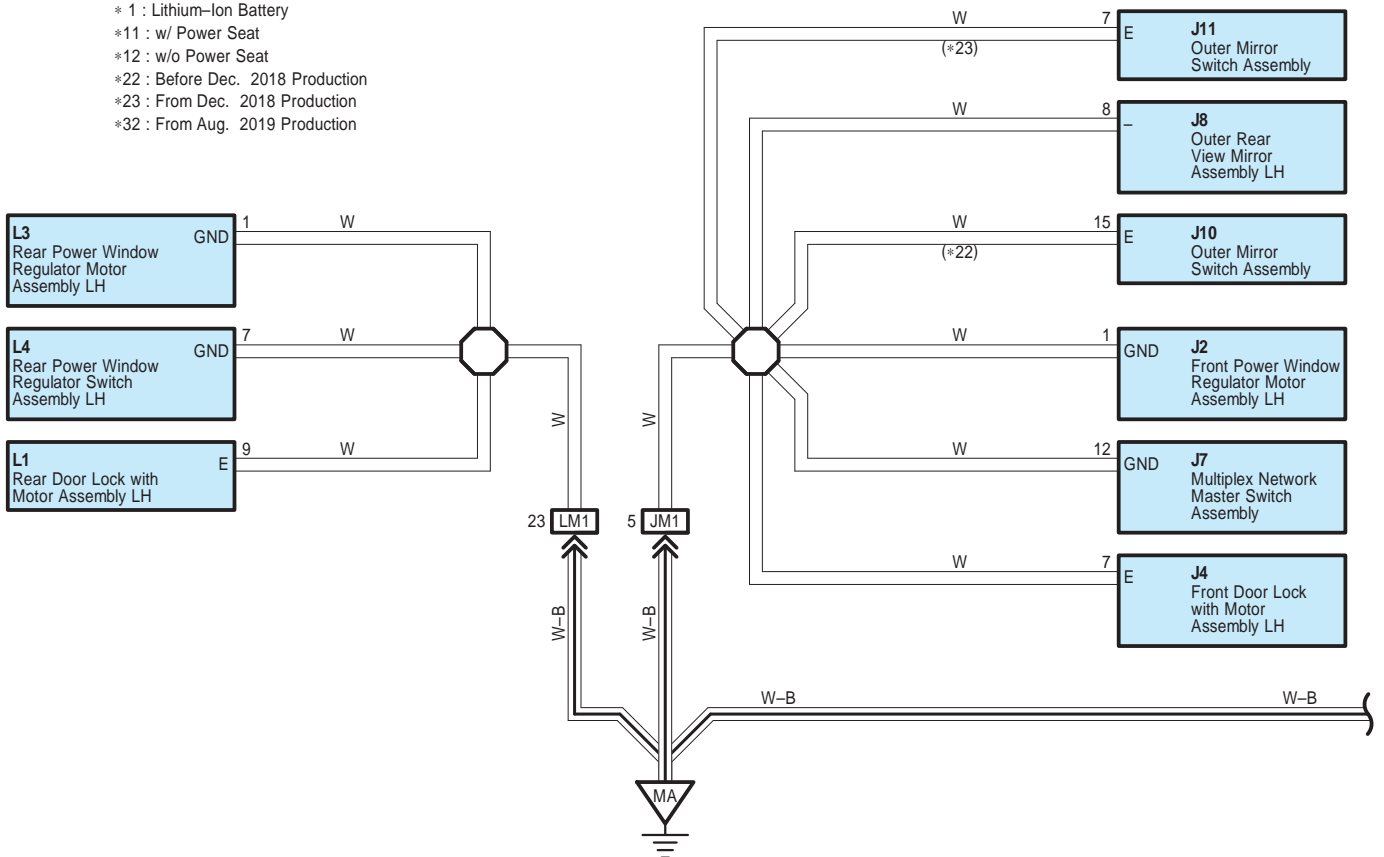 ∗ 1 : Lithium–Ion Battery
∗11 : w/ Power Seat
∗12 : w/o Power Seat
∗22 : Before Dec. 2018 Production
∗23 : From Dec. 2018 Production
∗32 : From Aug. 2019 Production
W
7
(∗23)
E
J11
Outer Mirror
Switch Assembly
W
8
–
J8
Outer Rear
View Mirror
Assembly LH
W
15
(∗22)
E
J10
Outer Mirror
Switch Assembly
L3
Rear Power Window
Regulator Motor
Assembly LH
GND
1
W
L4
Rear Power Window
Regulator Switch
Assembly LH
GND
7
W
L1
Rear Door Lock with
Motor Assembly LH
E
9
W
W
1
GND
J2
Front Power Window
Regulator Motor
Assembly LH
W
12
GND
J7
Multiplex Network
Master Switch
Assembly
W
7
E
J4
Front Door Lock
with Motor
Assembly LH
W
W
23 LM1
5 JM1
W–B
W–B
W–B
W–B
MA